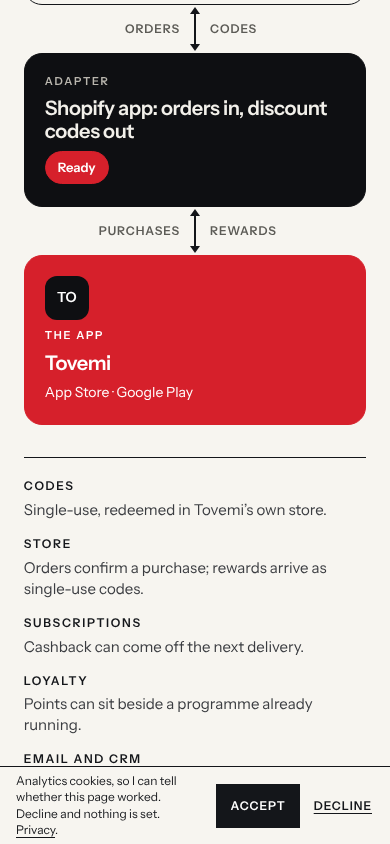 ORDERS CODES
ADAPTER
Shopify app: orders in, discount
codes out
Ready
PURCHASES REWARDS
TO
THE APP
Tovemi
App Store · Google Play
CODES
Single-use, redeemed in Tovemi’s own store.
STORE
Orders confirm a purchase; rewards arrive as
single-use codes.
SUBSCRIPTIONS
Cashback can come off the next delivery.
LOYALTY
Points can sit beside a programme already
running.
EMAIL AND CRM
Analytics cookies, so I can tell
whether this page worked.
Decline and nothing is set.
Privacy.
ACCEPT DECLINE